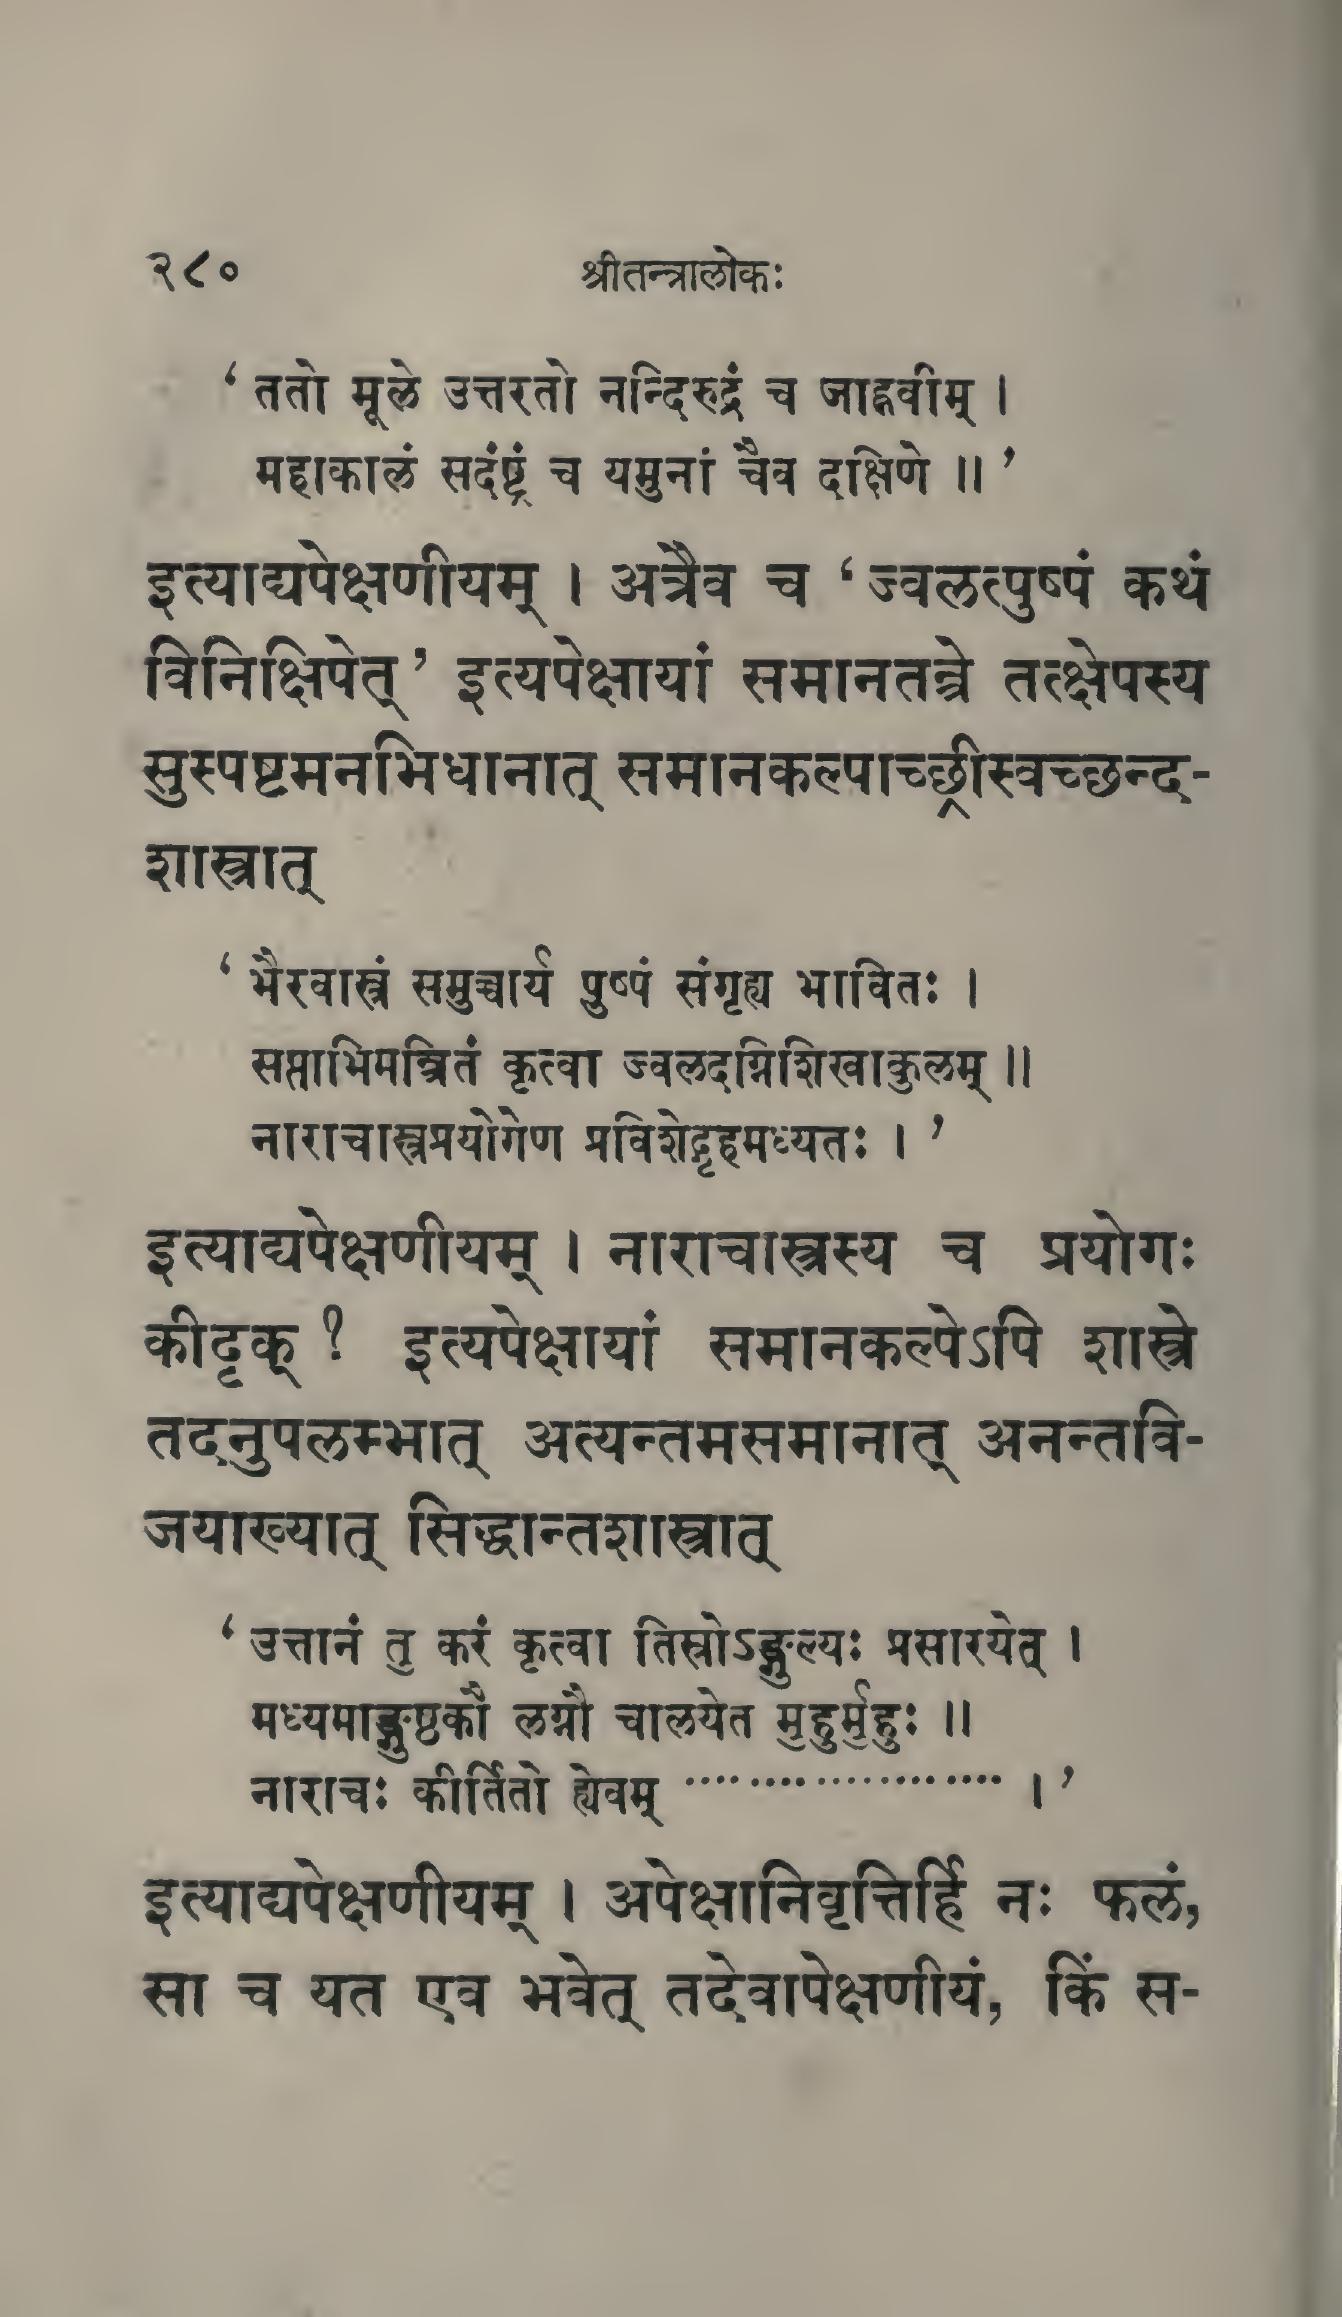 २८० श्रीतन्त्रालोकः
‘ ततो मूले उत्तरतो नन्दिरुद्रं च जाह्नवीम् ।
महाकालं सदंष्ट्रं च यमुनां चैव दक्षिणे ॥ ’
इत्याद्यपेक्षणीयम् । अत्रैव च ‘ ज्वलत्पुष्पं कथं
विनिक्षिपेत् ’ इत्यपेक्षायां समानतन्त्रे तत्क्षेपस्य
सुस्पष्टमनभिधानात् समानकल्पाच्छ्रीस्वच्छन्द-
शास्त्रात्
‘ भैरवास्त्रं समुच्चार्य पुष्पं संगृह्य भावितः ।
सप्ताभिमन्त्रितं कृत्वा ज्वलदग्निशिखाकुलम् ॥
नाराचास्त्रप्रयोगेण प्रविशेद्गृहमध्यतः । ’
इत्याद्यपेक्षणीयम् । नाराचास्त्रस्य च प्रयोगः
कीदृक् ? इत्यपेक्षायां समानकल्पेऽपि शास्त्रे
तदनुपलम्भात् अत्यन्तमसमानात् अनन्तवि-
जयाख्यात् सिद्धान्तशास्त्रात्
‘ उत्तानं तु करं कृत्वा तिस्रोऽङ्गुल्यः प्रसारयेत् ।
मध्यमाङ्गुष्ठकौ लग्नौ चालयेत मुहुर्मुहुः ॥
नाराचः कीर्तितो ह्येवम् ····················· । ’
इत्याद्यपेक्षणीयम् । अपेक्षानिवृत्तिर्हि नः फलं,
सा च यत एव भवेत् तदेवापेक्षणीयं, किं स-